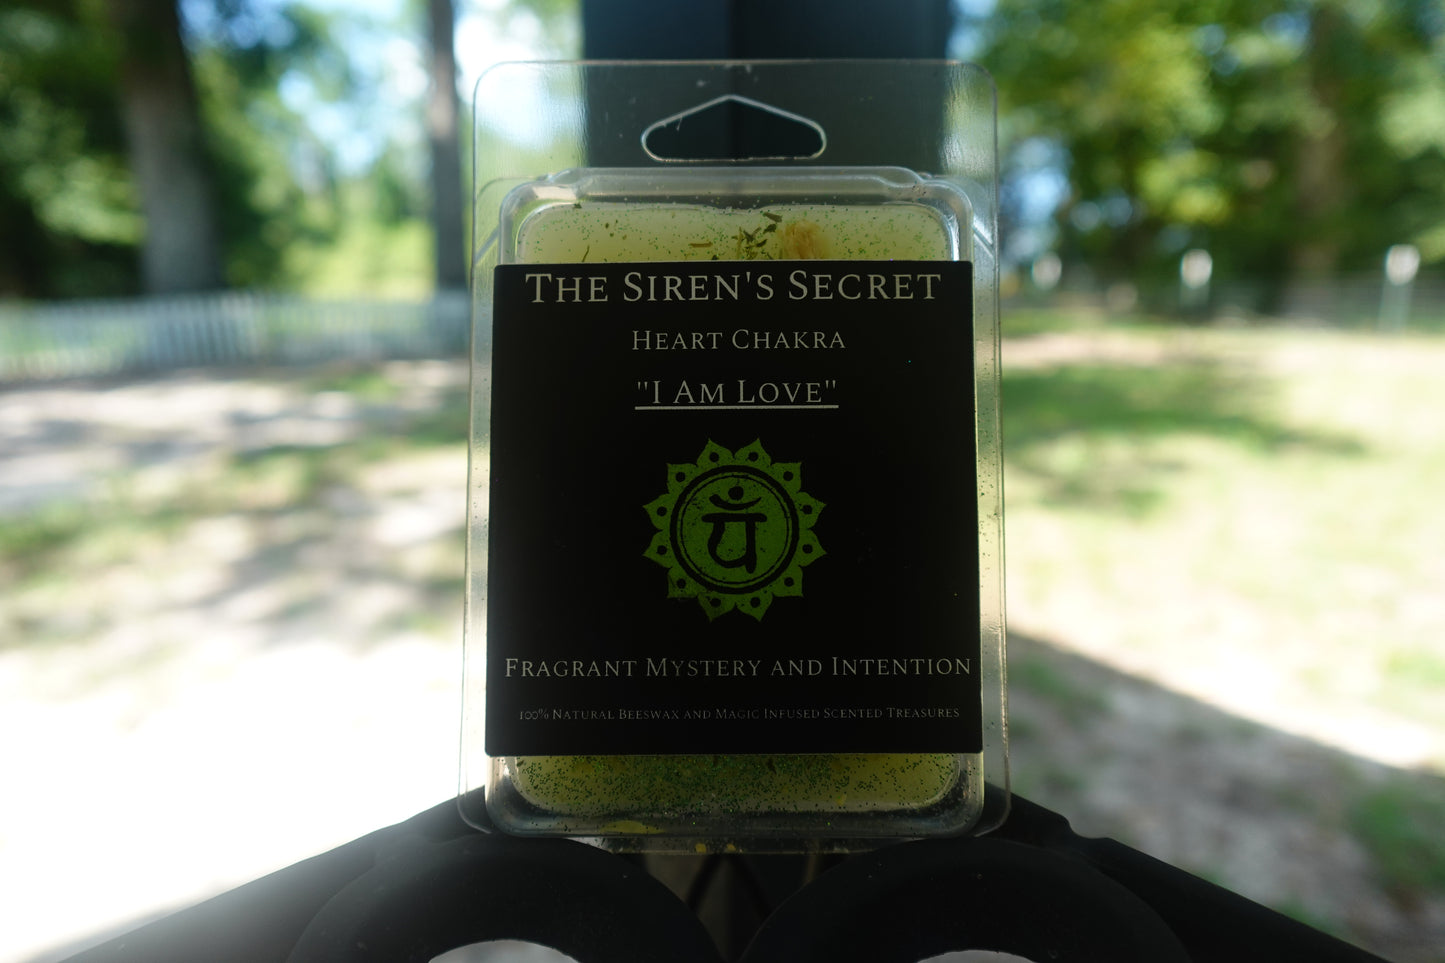 The Siren's Secret
Heart Chakra
"I Am Love"
यं
Fragrant Mystery and Intention
100% Natural Beeswax and Magic Infused Scented Treasures